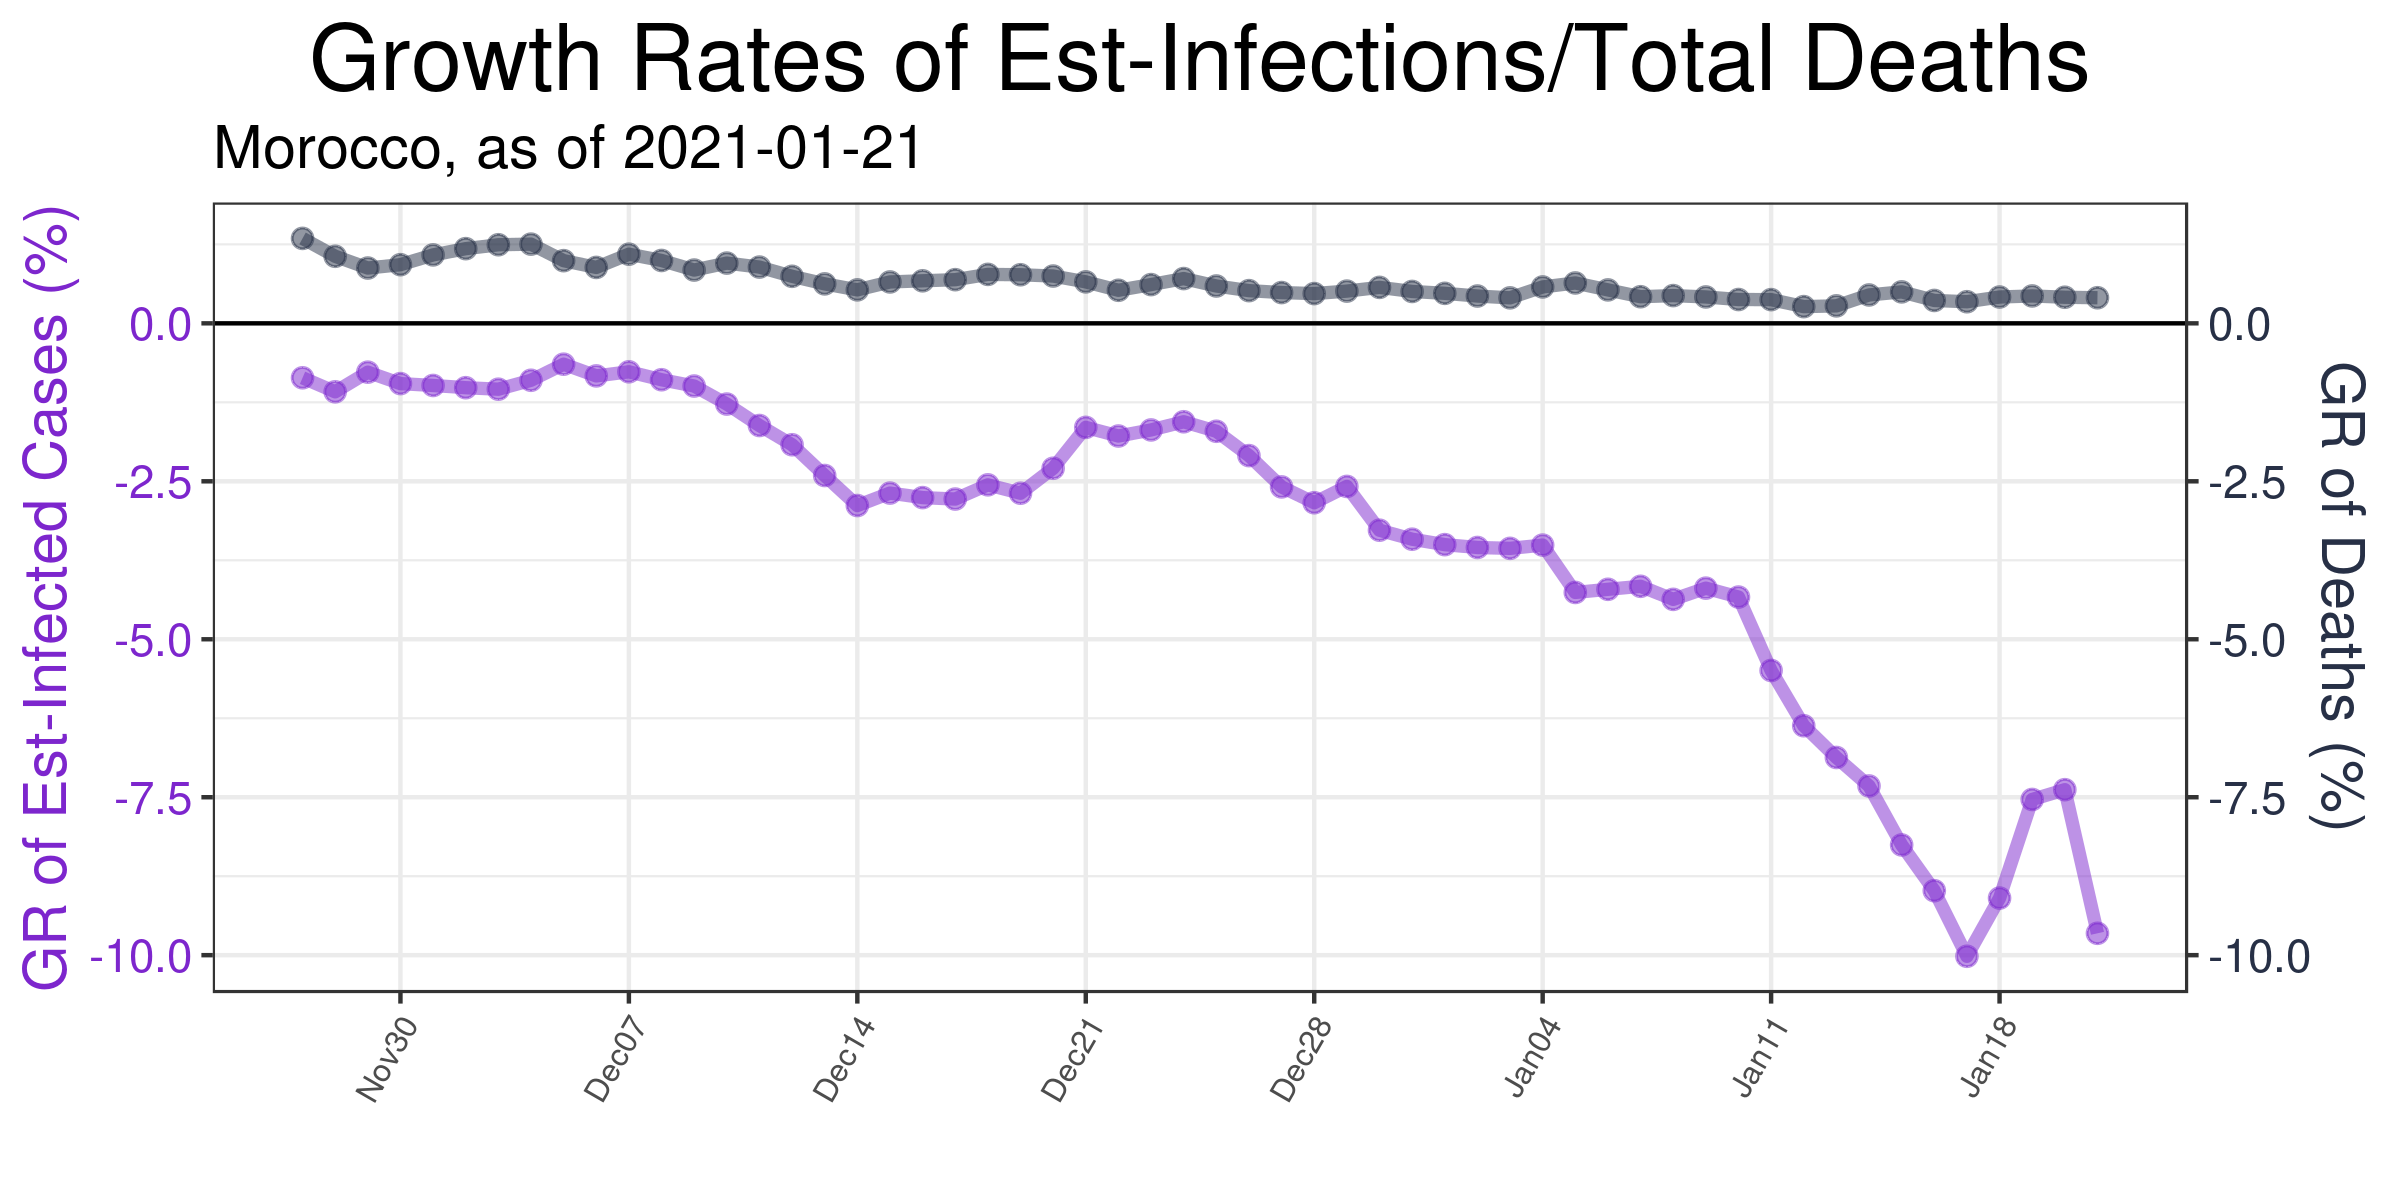 Growth Rates of Est-Infections/Total Deaths
Morocco, as of 2021-01-21
GR of Est-Infected Cases (%)
0.0
-2.5
-5.0
-7.5
-10.0
0.0
-2.5
-5.0
-7.5
-10.0
GR of Deaths (%)
Nov30
Dec07
Dec14
Dec21
Dec28
Jan04
Jan11
Jan18